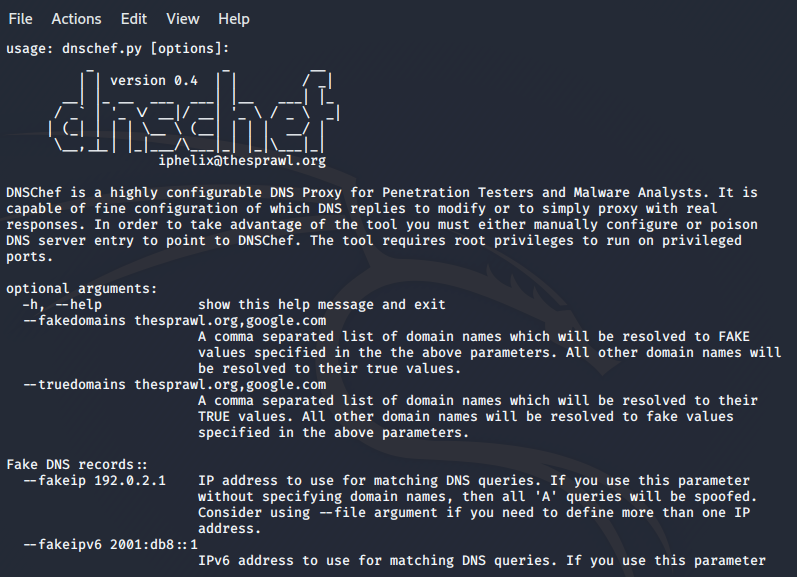 File Actions Edit View Help
usage: dnschef.py [options]:
version 0.4
dnschef
iphelix@thesprawl.org
DNSChef is a highly configurable DNS Proxy for Penetration Testers and Malware Analysts. It is
capable of fine configuration of which DNS replies to modify or to simply proxy with real
responses. In order to take advantage of the tool you must either manually configure or poison
DNS server entry to point to DNSChef. The tool requires root privileges to run on privileged
ports.
optional arguments:
-h, --help show this help message and exit
--fakedomains thesprawl.org,google.com
A comma separated list of domain names which will be resolved to FAKE
values specified in the the above parameters. All other domain names will
be resolved to their true values.
--truedomains thesprawl.org,google.com
A comma separated list of domain names which will be resolved to their
TRUE values. All other domain names will be resolved to fake values
specified in the above parameters.
Fake DNS records::
--fakeip 192.0.2.1 IP address to use for matching DNS queries. If you use this parameter
without specifying domain names, then all 'A' queries will be spoofed.
Consider using --file argument if you need to define more than one IP
address.
--fakeipv6 2001:db8::1
IPv6 address to use for matching DNS queries. If you use this parameter